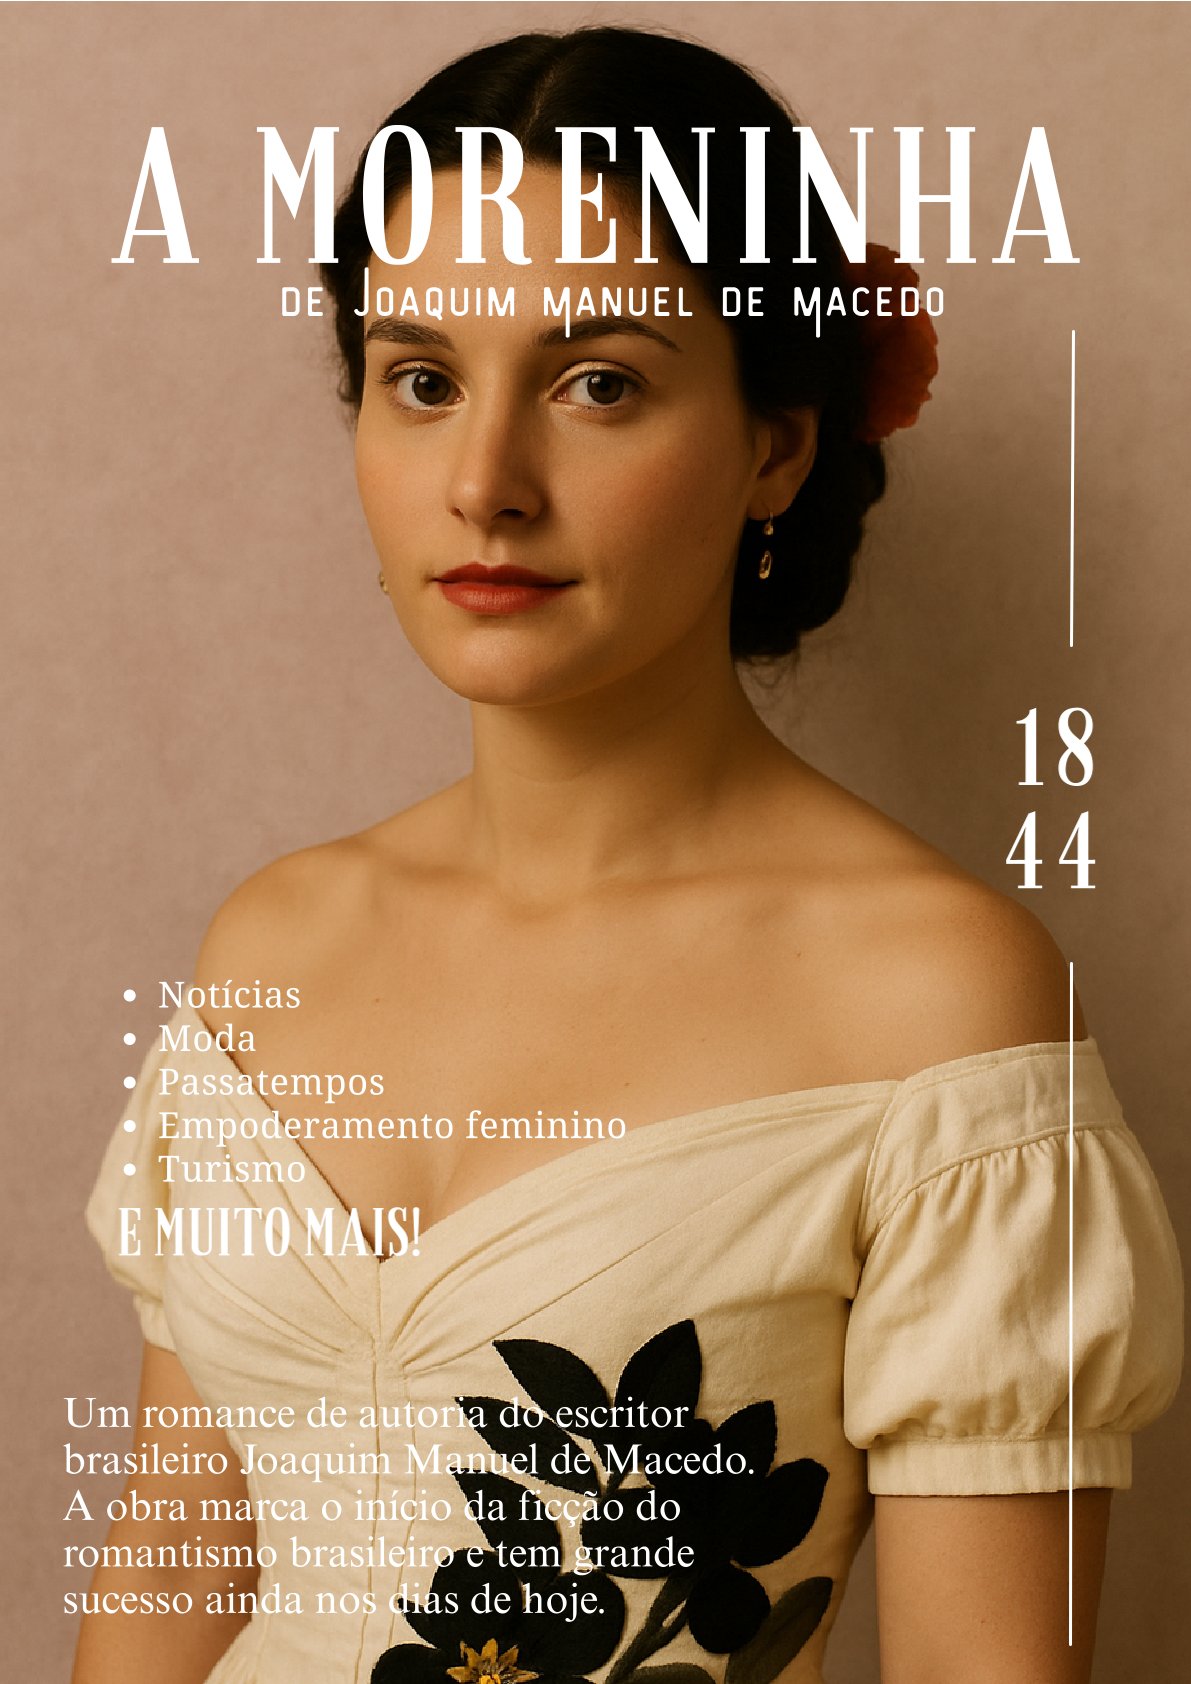 A MORENINHA
DE JOAQUIM MANUEL DE MACEDO
18
44
• Notícias
• Moda
• Passatempos
• Empoderamento feminino
• Turismo
E MUITO MAIS!
Um romance de autoria do escritor
brasileiro Joaquim Manuel de Macedo.
A obra marca o início da ficção do
romantismo brasileiro e tem grande
sucesso ainda nos dias de hoje.